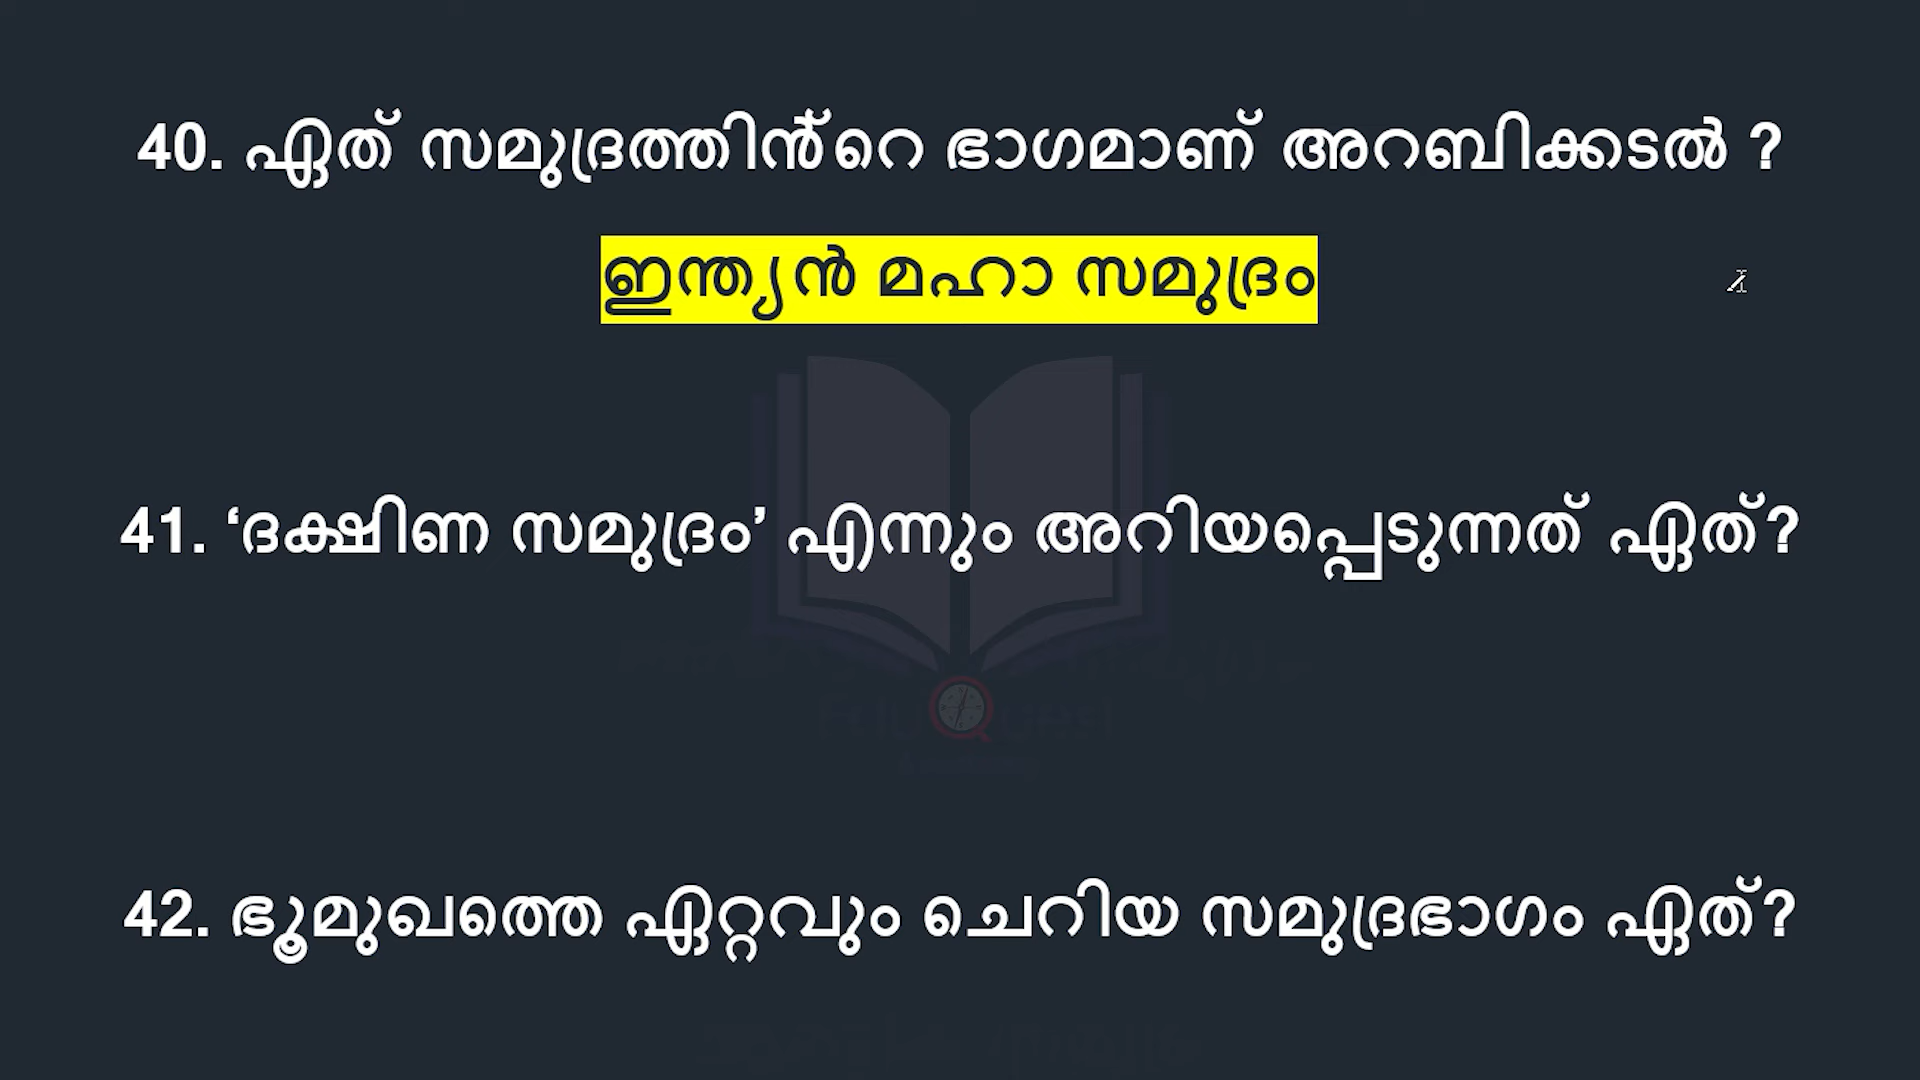 40. ഏത് സമുദ്രത്തിൻ്റെ ഭാഗമാണ് അറബിക്കടൽ ?
ഇന്ത്യൻ മഹാ സമുദ്രം
41. ‘ദക്ഷിണ സമുദ്രം’ എന്നും അറിയപ്പെടുന്നത് ഏത്?
42. ഭൂമുഖത്തെ ഏറ്റവും ചെറിയ സമുദ്രഭാഗം ഏത്?